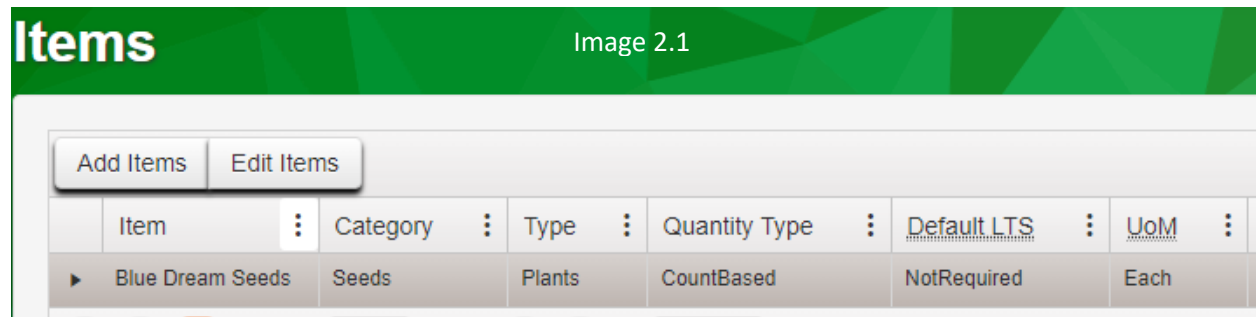 Items
Image 2.1
Add Items Edit Items
Item Category Type Quantity Type Default LTS UoM
Blue Dream Seeds Seeds Plants CountBased NotRequired Each